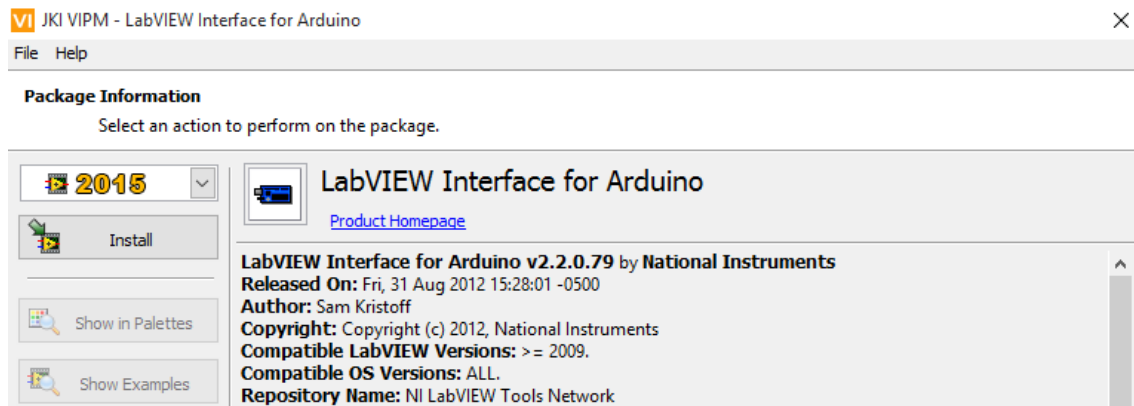 VI JKI VIPM - LabVIEW Interface for Arduino
File Help
Package Information
Select an action to perform on the package.
2015
LabVIEW Interface for Arduino
Product Homepage
Install
LabVIEW Interface for Arduino v2.2.0.79 by National Instruments
Released On: Fri, 31 Aug 2012 15:28:01 -0500
Author: Sam Kristoff
Show in Palettes
Copyright: Copyright (c) 2012, National Instruments
Compatible LabVIEW Versions: >= 2009.
Compatible OS Versions: ALL.
Show Examples
Repository Name: NI LabVIEW Tools Network